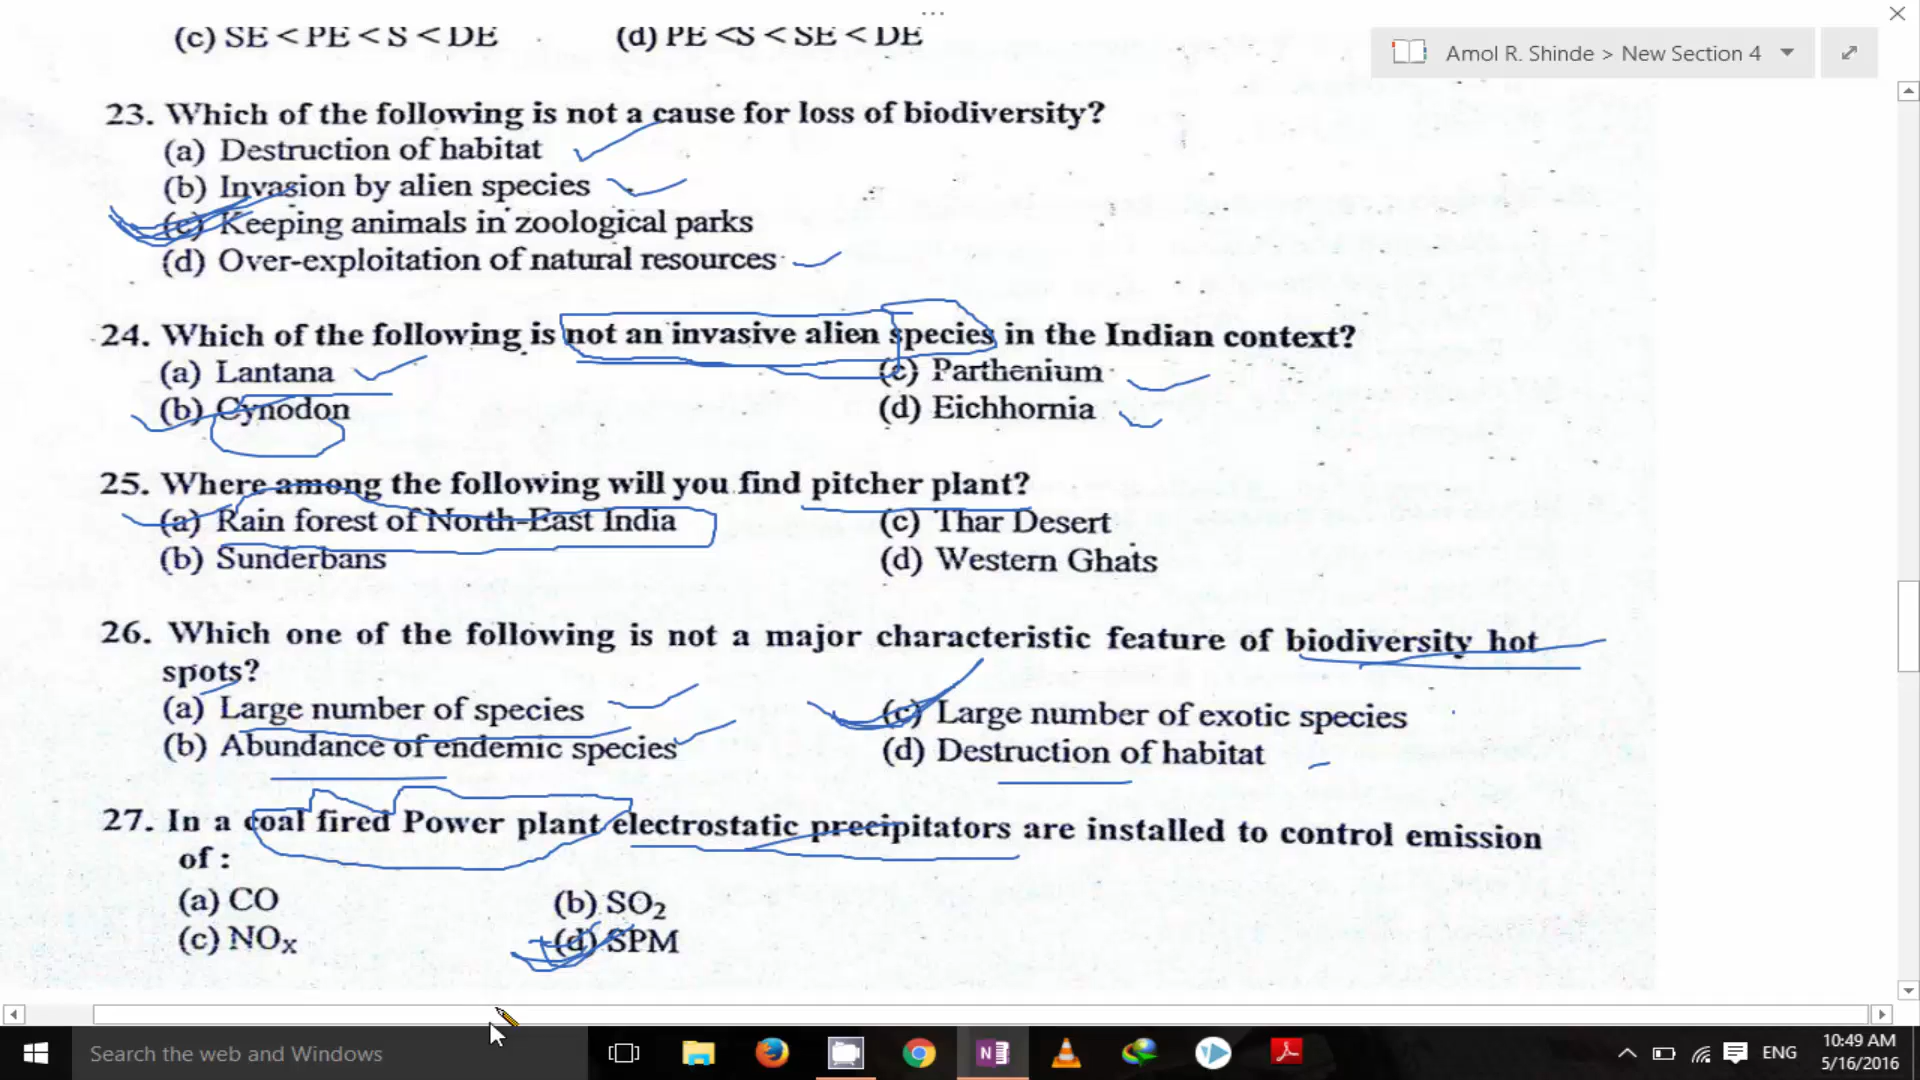 (c) SE < PE < S < DE (d) PE <S < SE < DE
Amol R. Shinde > New Section 4
23. Which of the following is not a cause for loss of biodiversity?
(a) Destruction of habitat
(b) Invasion by alien species
(c) Keeping animals in zoological parks
(d) Over-exploitation of natural resources
24. Which of the following is not an invasive alien species in the Indian context?
(a) Lantana (c) Parthenium
(b) Cynodon (d) Eichhornia
25. Where among the following will you find pitcher plant?
(a) Rain forest of North-East India (c) Thar Desert
(b) Sunderbans (d) Western Ghats
26. Which one of the following is not a major characteristic feature of biodiversity hot
spots?
(a) Large number of species (c) Large number of exotic species
(b) Abundance of endemic species (d) Destruction of habitat
27. In a coal fired Power plant electrostatic precipitators are installed to control emission
of :
(a) CO (b) SO₂
(c) NOx (d) SPM
Search the web and Windows
N
ENG
10:49 AM
5/16/2016